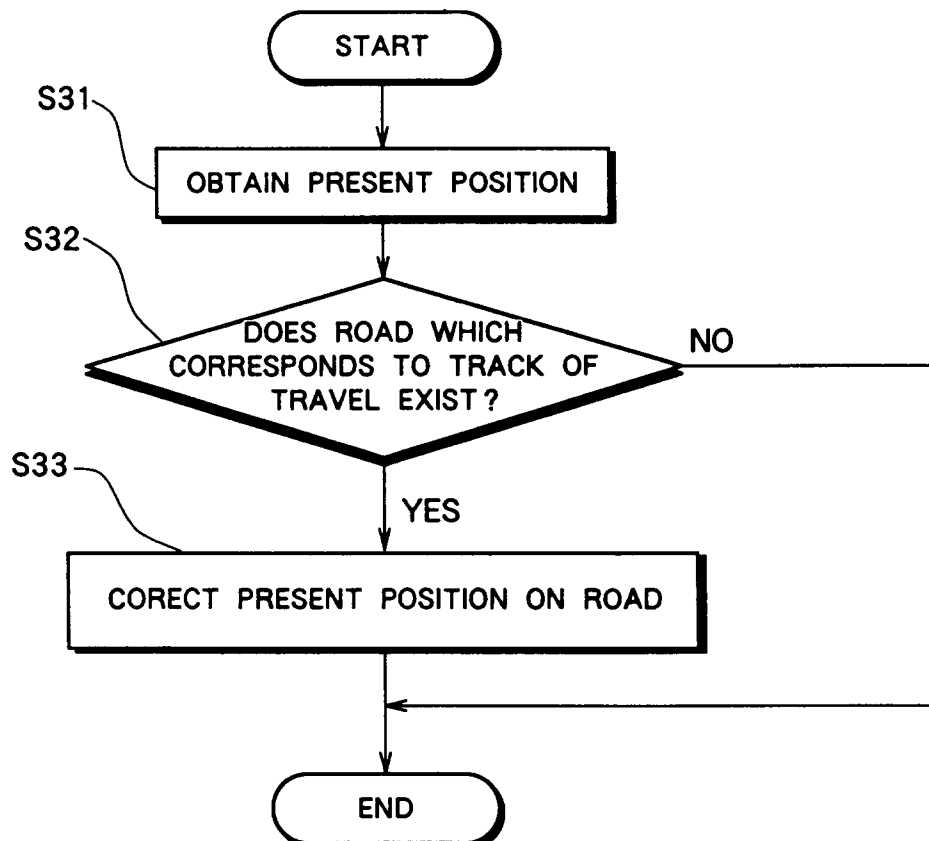 START
S31
OBTAIN PRESENT POSITION
S32
DOES ROAD WHICH
CORRESPONDS TO TRACK OF
TRAVEL EXIST?
NO
S33
YES
CORECT PRESENT POSITION ON ROAD
END